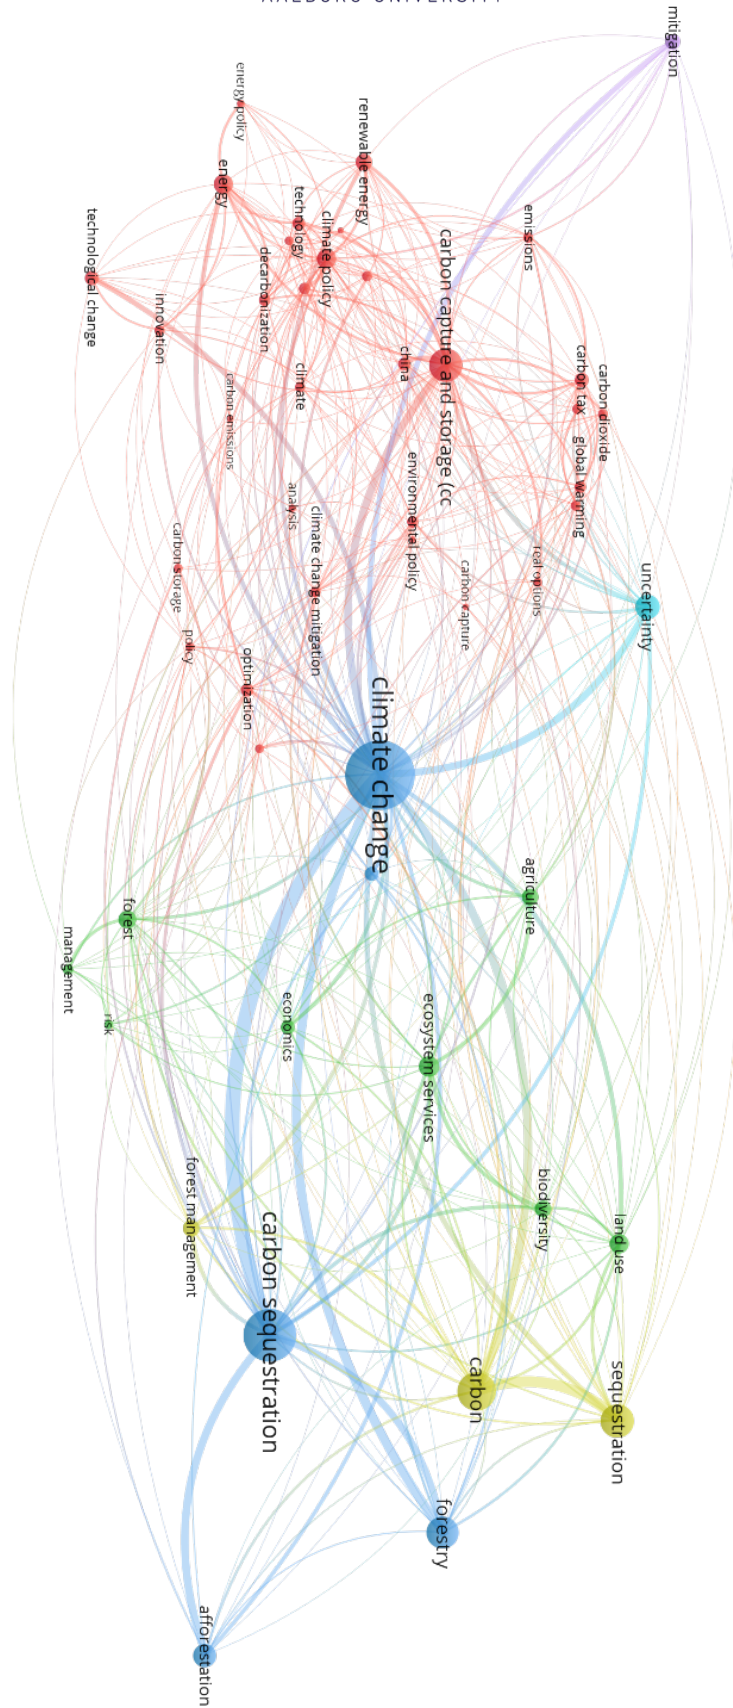 AALBORG UNIVERSITY
mitigation
energy policy
renewable energy
energy
technology
emissions
technological change
climate policy
carbon capture and storage (cc
decarbonization
innovation
china
climate
carbon tax
carbon dioxide
carbon emissions
global warming
environmental policy
analysis
climate change mitigation
carbon storage
real options
carbon capture
uncertainty
policy
optimization
climate change
agriculture
forest
management
risk
economics
ecosystem services
forest management
biodiversity
land use
carbon sequestration
carbon
sequestration
forestry
afforestation